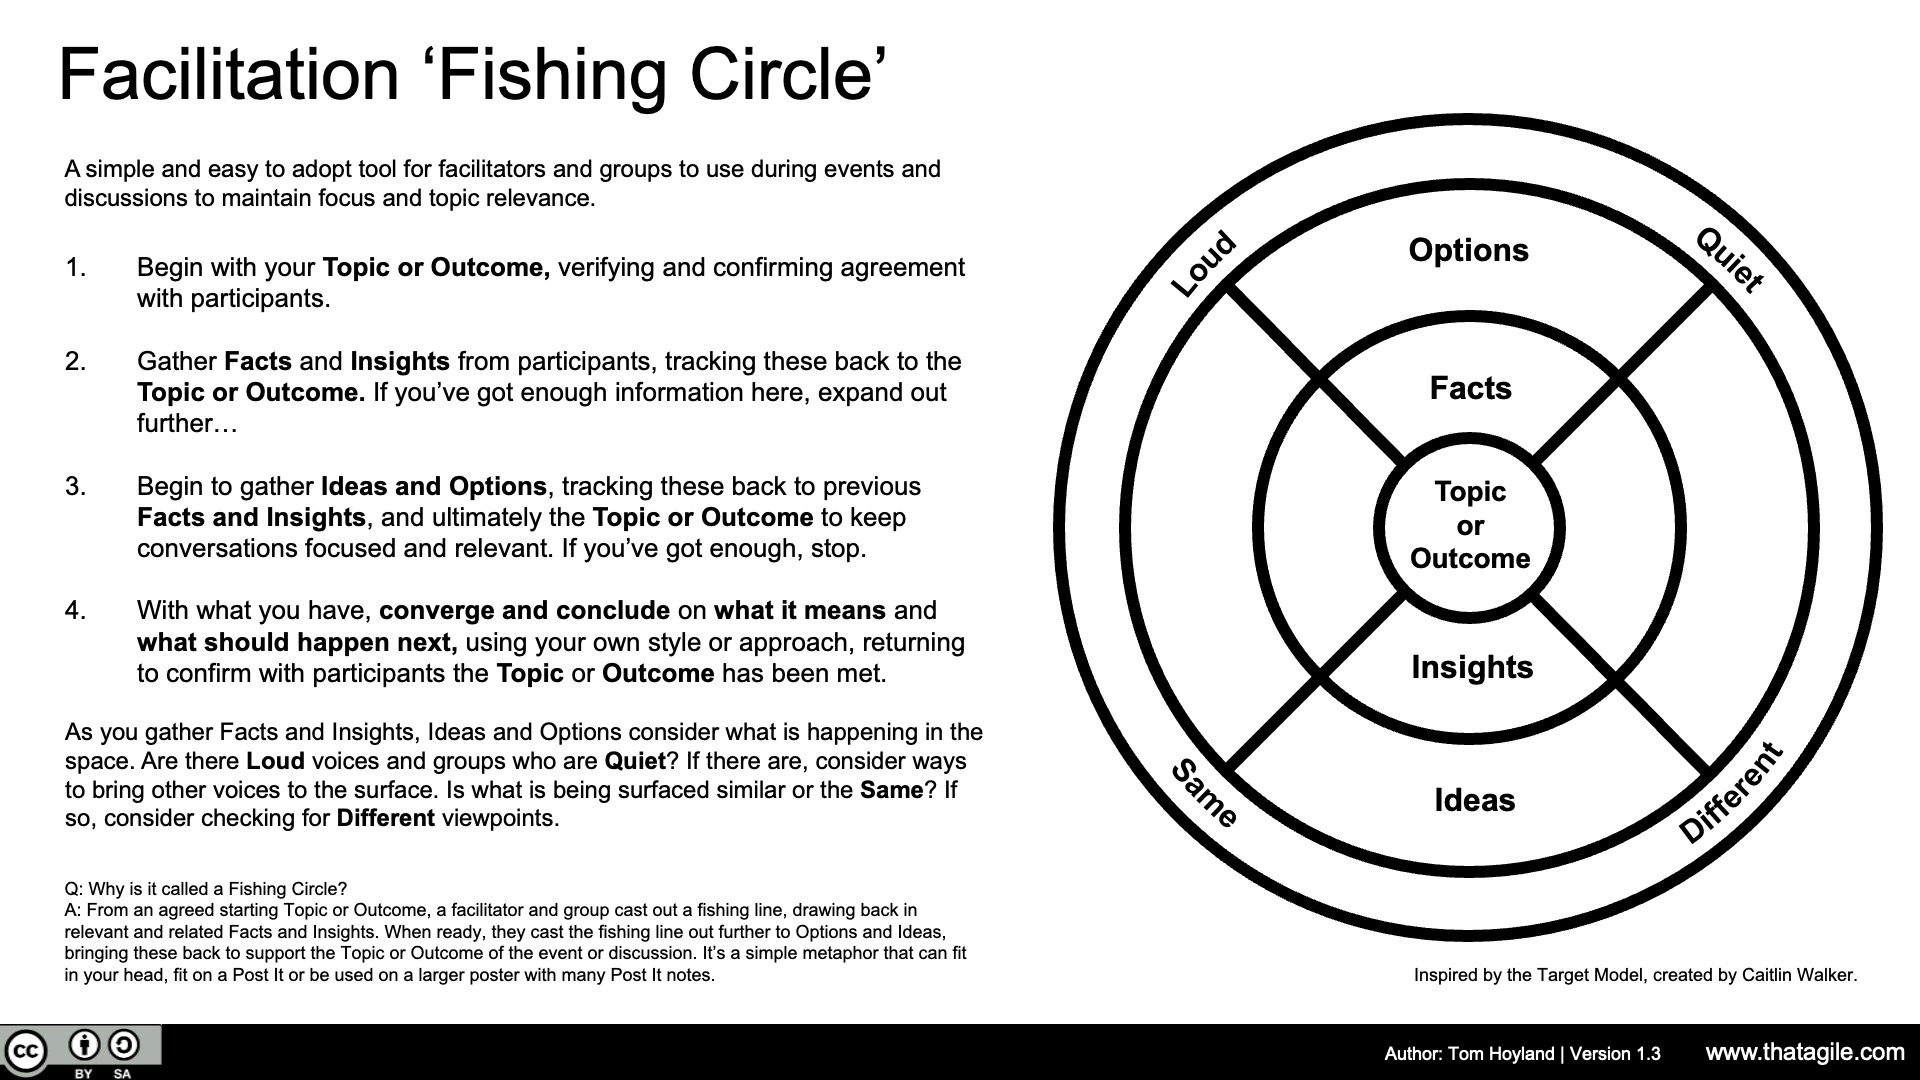 Facilitation ‘Fishing Circle’
A simple and easy to adopt tool for facilitators and groups to use during events and
discussions to maintain focus and topic relevance.
1. Begin with your Topic or Outcome, verifying and confirming agreement
with participants.
2. Gather Facts and Insights from participants, tracking these back to the
Topic or Outcome. If you’ve got enough information here, expand out
further…
3. Begin to gather Ideas and Options, tracking these back to previous
Facts and Insights, and ultimately the Topic or Outcome to keep
conversations focused and relevant. If you’ve got enough, stop.
4. With what you have, converge and conclude on what it means and
what should happen next, using your own style or approach, returning
to confirm with participants the Topic or Outcome has been met.
As you gather Facts and Insights, Ideas and Options consider what is happening in the
space. Are there Loud voices and groups who are Quiet? If there are, consider ways
to bring other voices to the surface. Is what is being surfaced similar or the Same? If
so, consider checking for Different viewpoints.
Q: Why is it called a Fishing Circle?
A: From an agreed starting Topic or Outcome, a facilitator and group cast out a fishing line, drawing back in
relevant and related Facts and Insights. When ready, they cast the fishing line out further to Options and Ideas,
bringing these back to support the Topic or Outcome of the event or discussion. It’s a simple metaphor that can fit
in your head, fit on a Post It or be used on a larger poster with many Post It notes.
Loud
Quiet
Options
Facts
Topic
or
Outcome
Insights
Ideas
Same
Different
Inspired by the Target Model, created by Caitlin Walker.
cc
BY SA
Author: Tom Hoyland | Version 1.3
www.thatagile.com